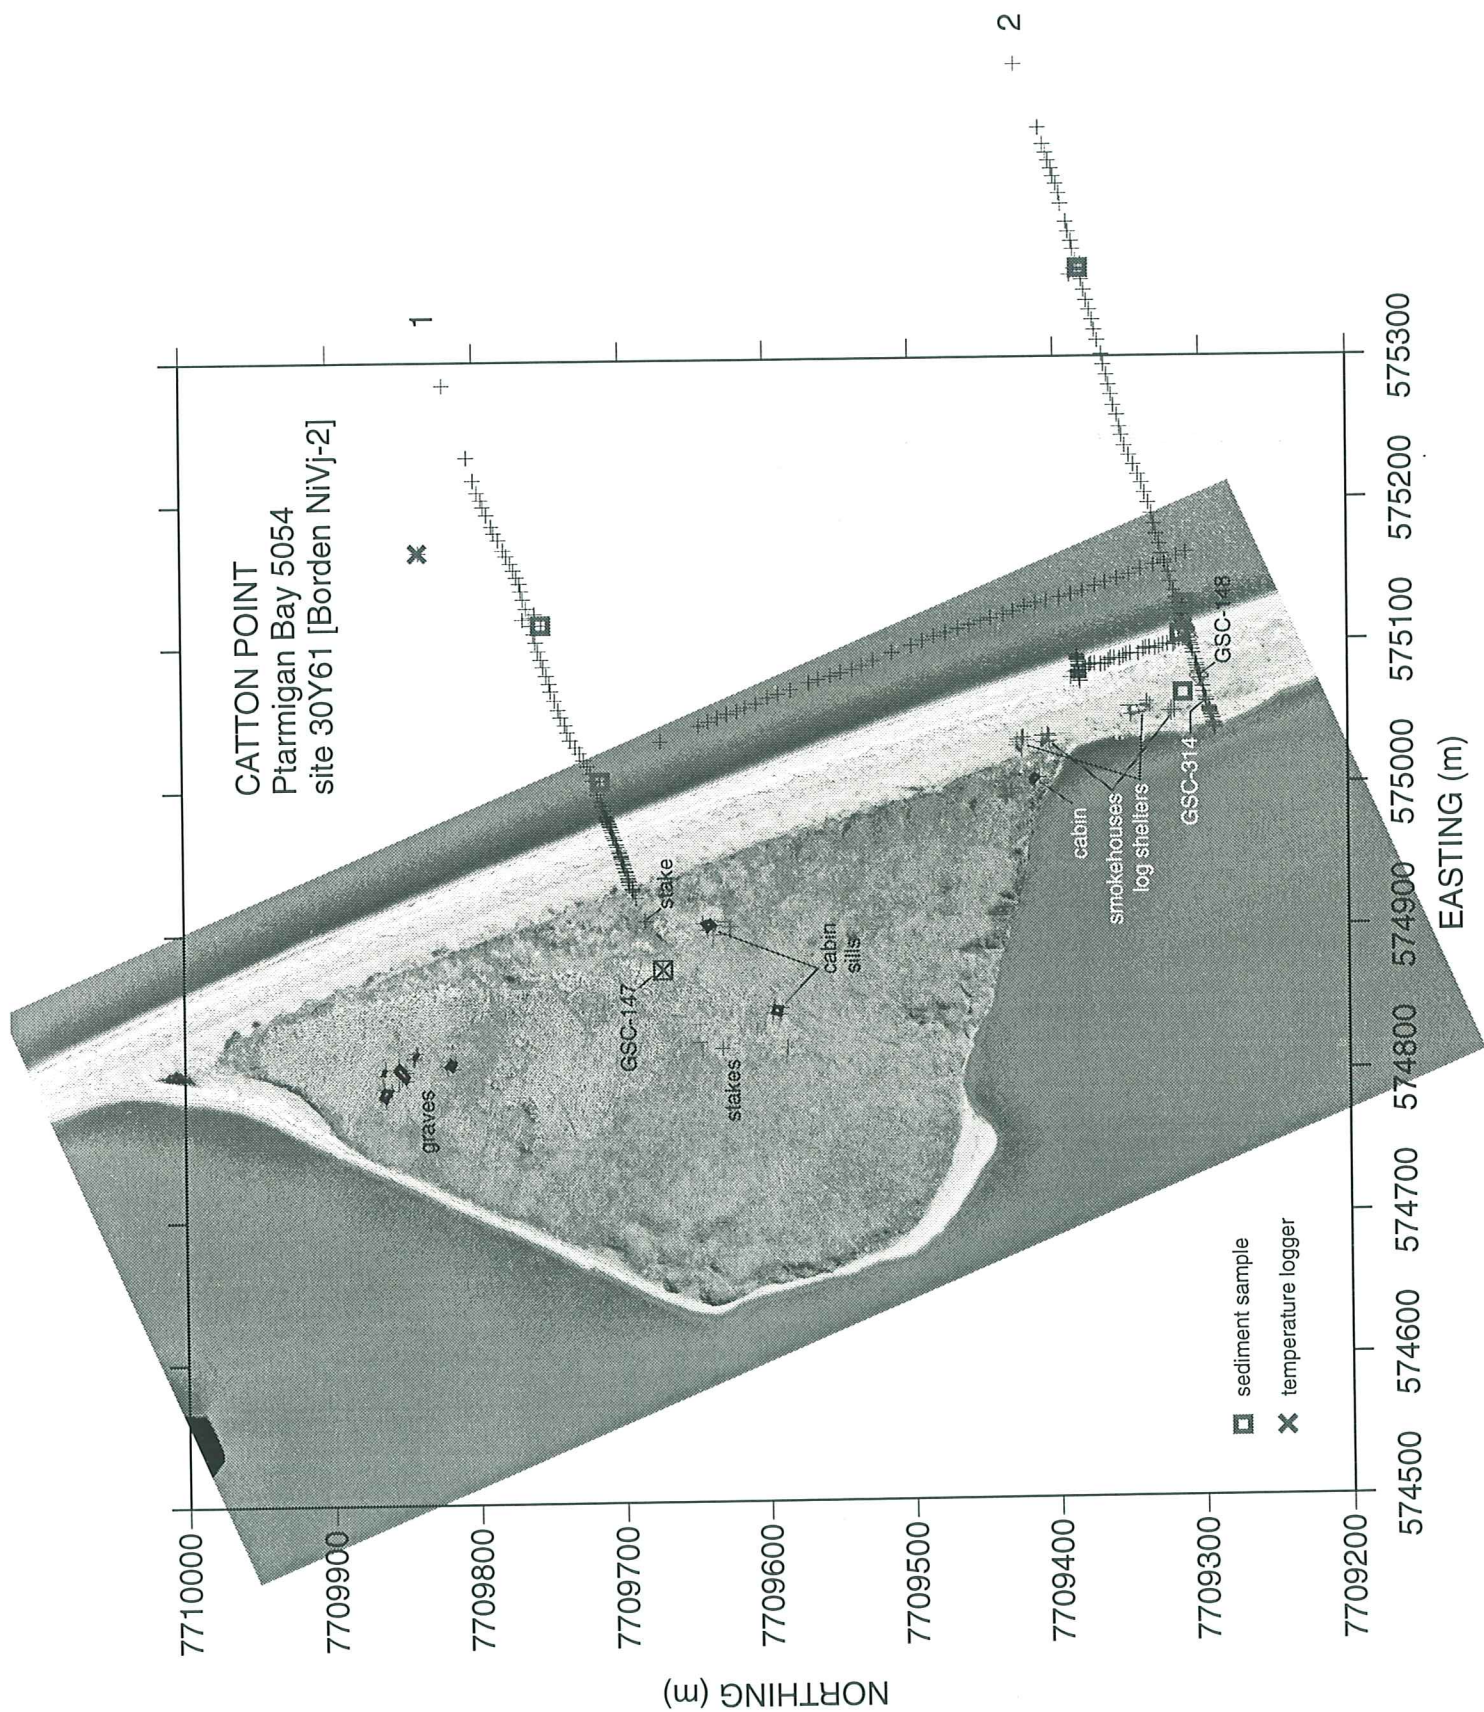 CATTON POINT
Ptarmigan Bay 5054
site 30Y61 [Borden NiVj-2]
1
2
graves
GSC-147
stake
stakes
cabin
sills
cabin
smokehouses
log shelters
GSC-314
GSC-148
sediment sample
temperature logger
NORTHING (m)
7710000
7709900
7709800
7709700
7709600
7709500
7709400
7709300
7709200
574500
574600
574700
574800
574900
575000
575100
575200
575300
EASTING (m)